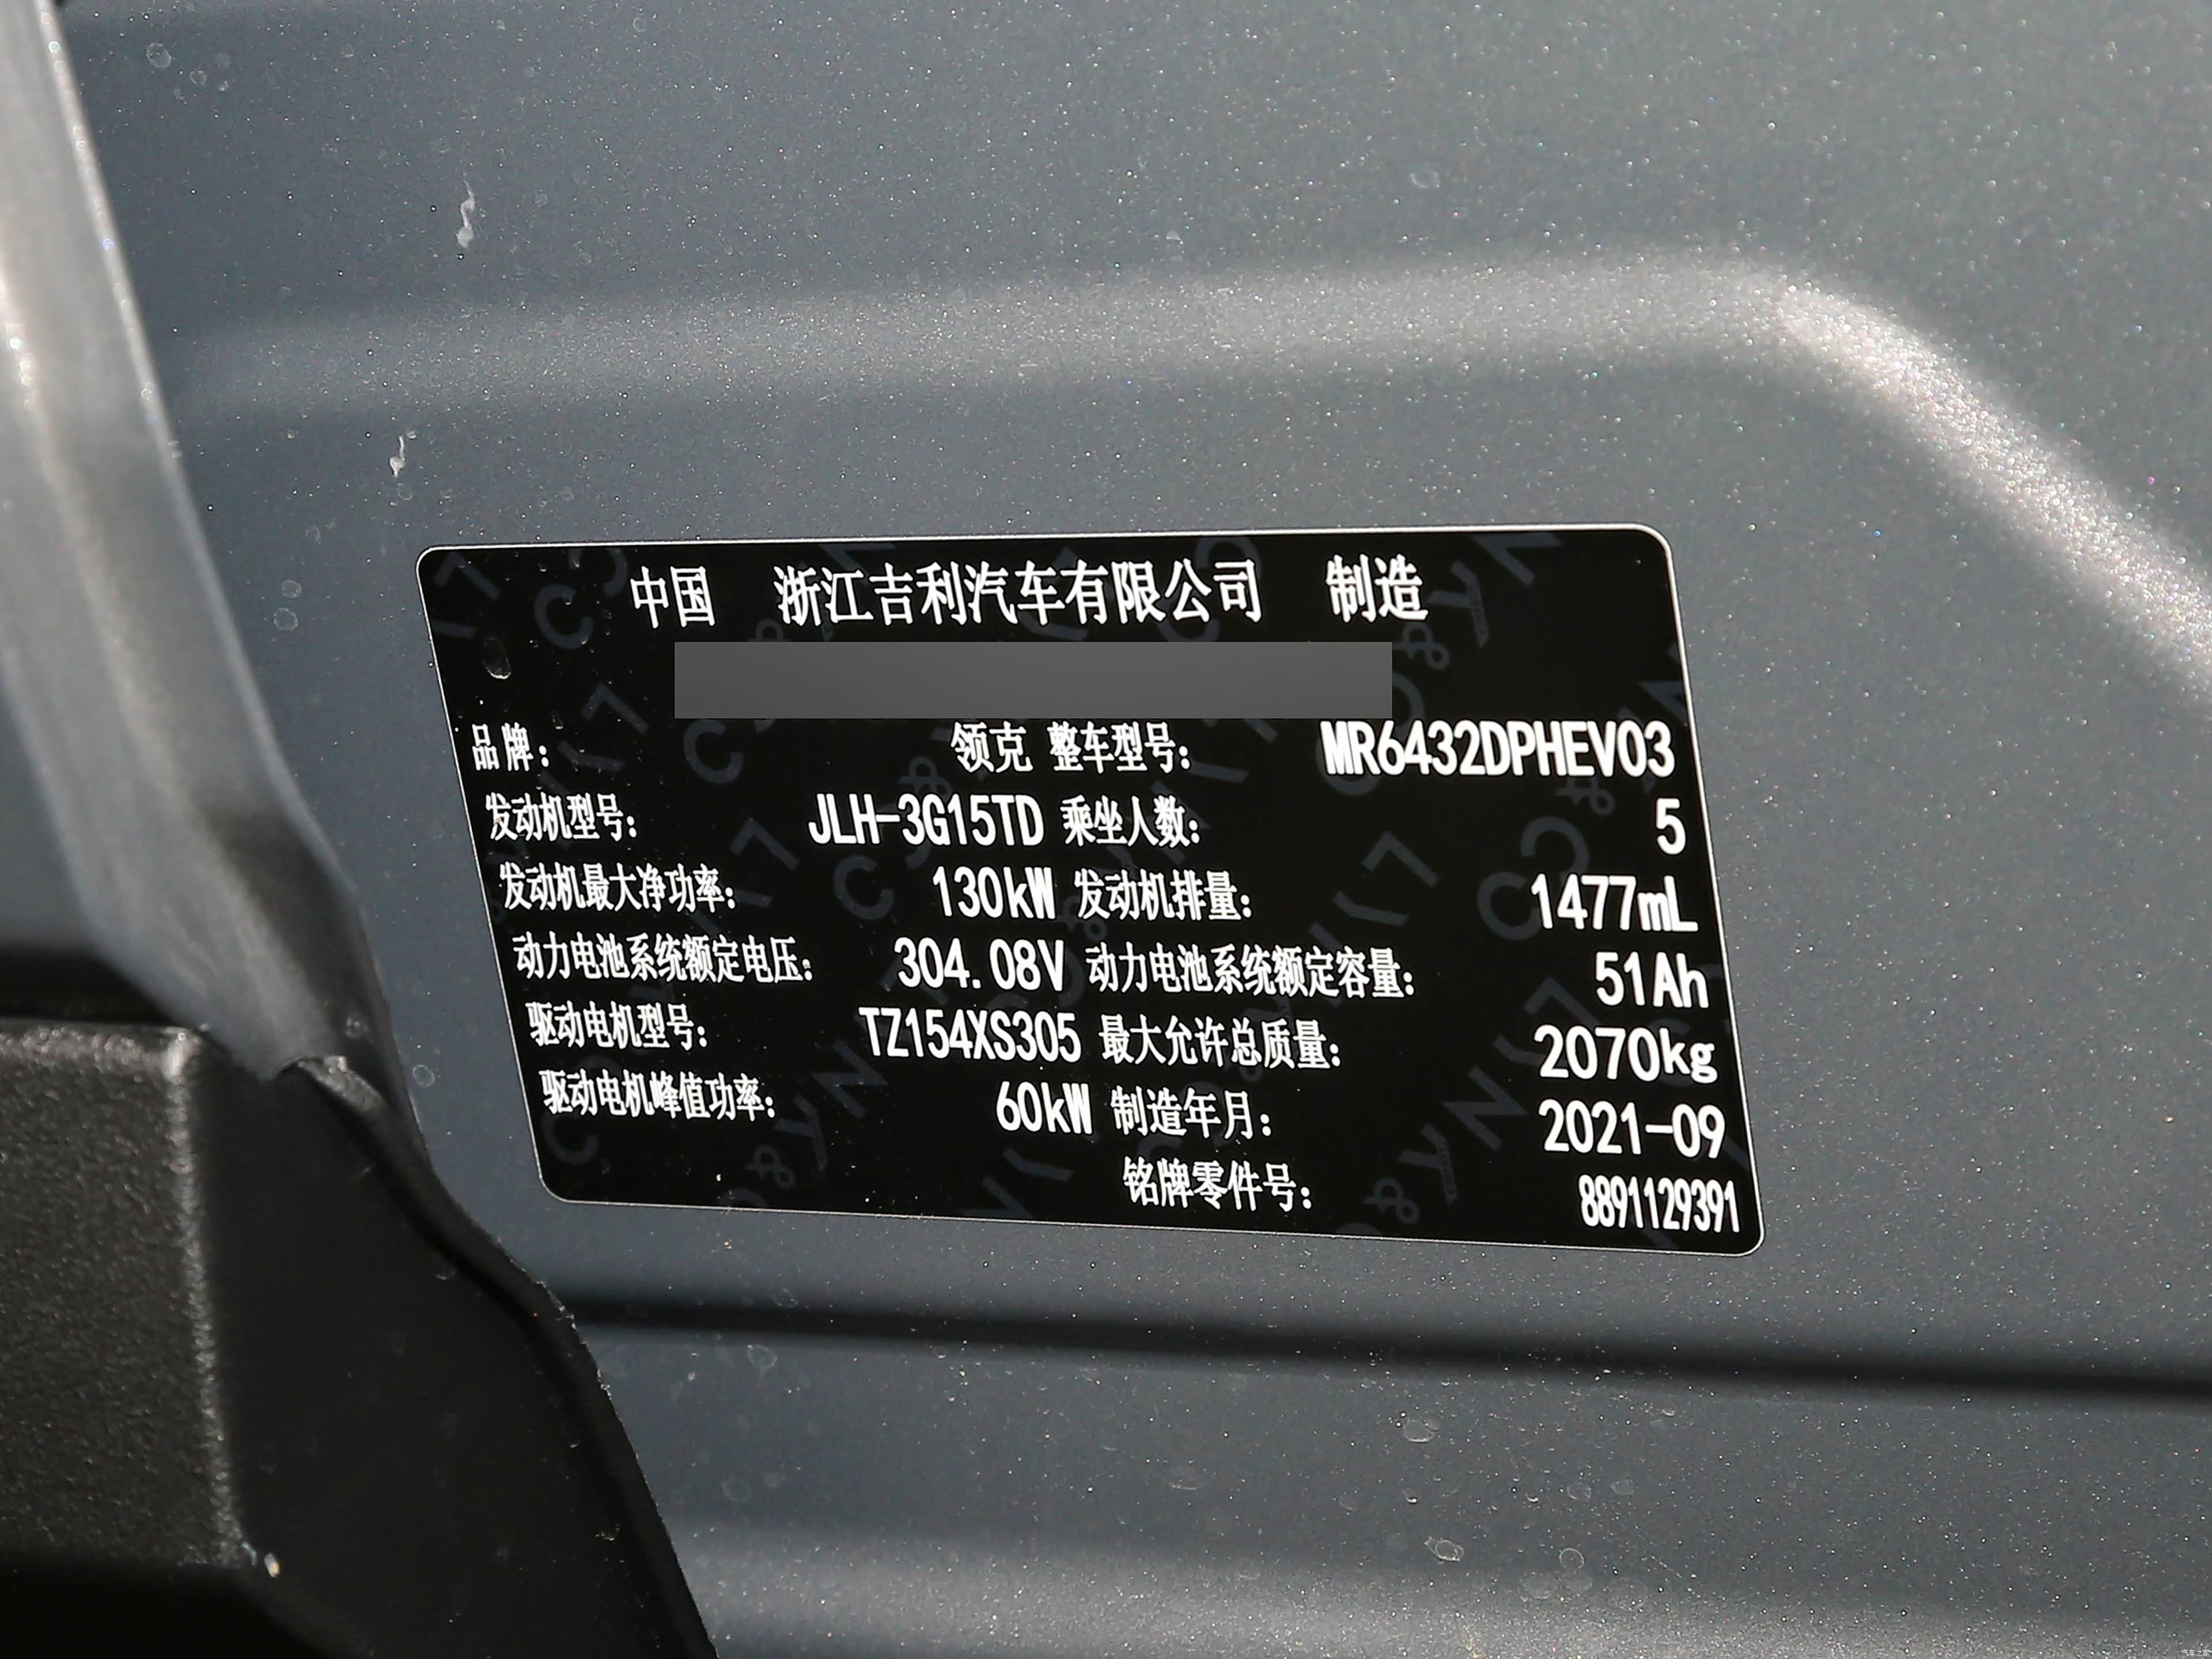 中国 浙江吉利汽车有限公司 制造
品牌： 领克 整车型号： MR6432DPHEV03
发动机型号： JLH-3G15TD 乘坐人数： 5
发动机最大净功率： 130kW 发动机排量： 1477mL
动力电池系统额定电压： 304.08V 动力电池系统额定容量： 51Ah
驱动电机型号： TZ154XS305 最大允许总质量： 2070kg
驱动电机峰值功率： 60kW 制造年月： 2021-09
铭牌零件号： 8891129391
汽车之家